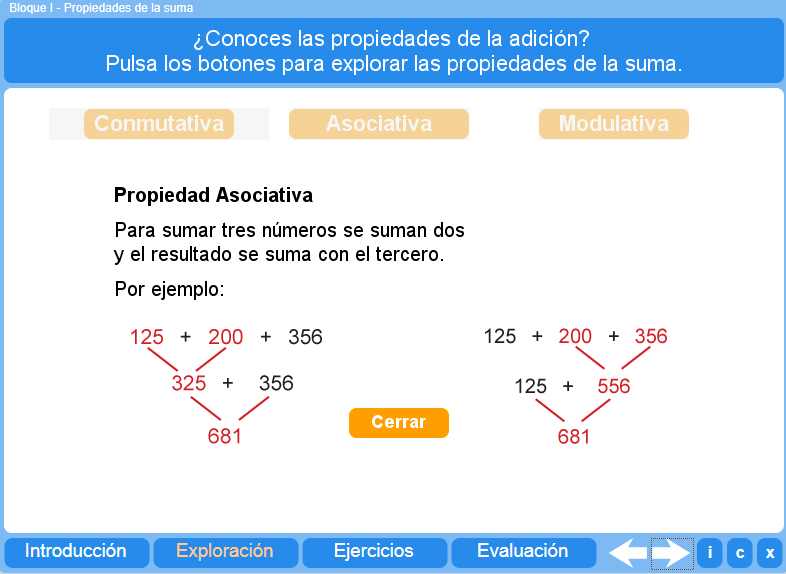 Bloque I - Propiedades de la suma
¿Conoces las propiedades de la adición?
Pulsa los botones para explorar las propiedades de la suma.
Conmutativa Asociativa Modulativa
Propiedad Asociativa
Para sumar tres números se suman dos
y el resultado se suma con el tercero.
Por ejemplo:
125 + 200 + 356
325 + 356
681
125 + 200 + 356
125 + 556
681
Cerrar
Introducción Exploración Ejercicios Evaluación i c x